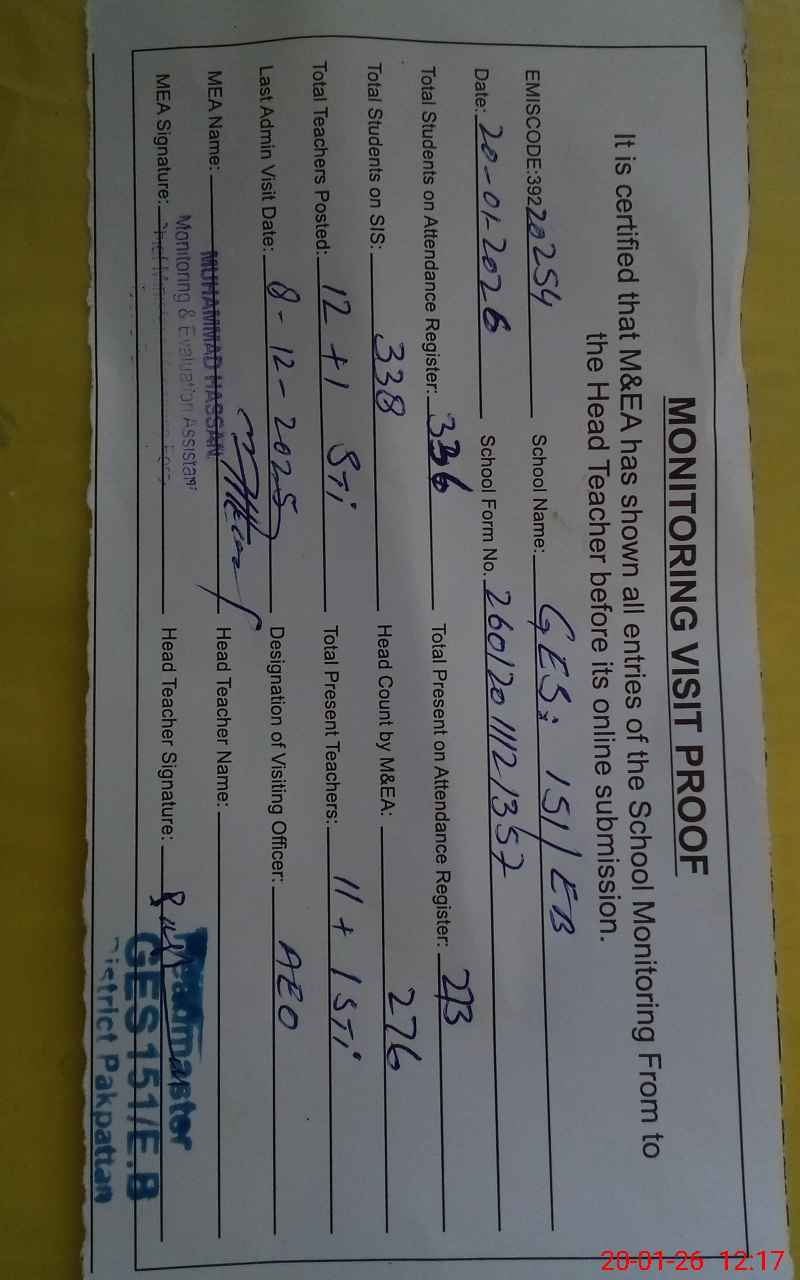 MONITORING VISIT PROOF
It is certified that M&EA has shown all entries of the School Monitoring From to
the Head Teacher before its online submission.
EMISCODE:39220254 School Name: GES: 151/EB
Date: 20-01-2026 School Form No. 26012011121357
Total Students on Attendance Register: 336 Total Present on Attendance Register: 273
Total Students on SIS: 338 Head Count by M&EA: 276
Total Teachers Posted: 12 +1 STi Total Present Teachers: 11 + 1 STi
Last Admin Visit Date: 8-12-2025 Designation of Visiting Officer: AEO
MEA Name: MUHAMMAD HASSAN Head Teacher Name:
Monitoring & Evaluation Assistant
MEA Signature: Head Teacher Signature:
Headmaster
GES 151/E.B
District Pakpattan
20-01-26 12:17